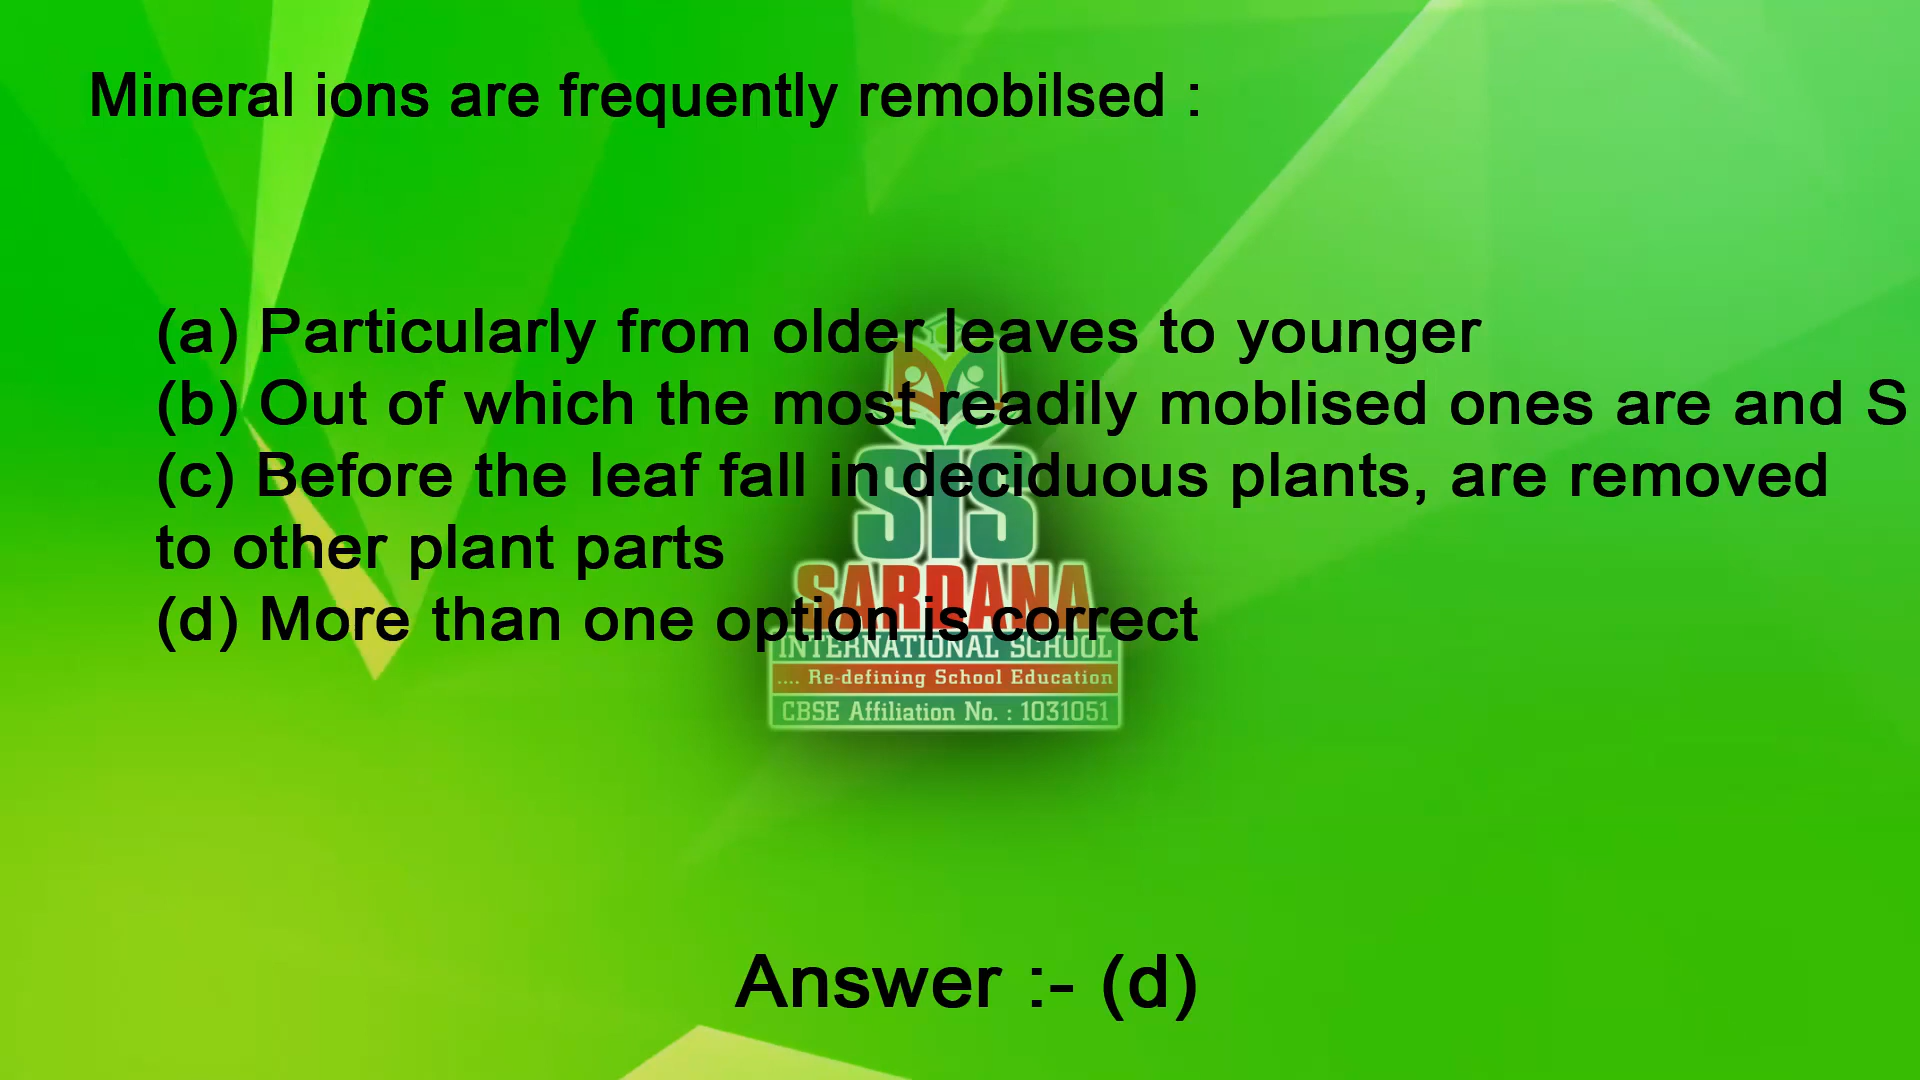 Mineral ions are frequently remobilsed :
(a) Particularly from older leaves to younger
(b) Out of which the most readily moblised ones are and S
(c) Before the leaf fall in deciduous plants, are removed
to other plant parts
(d) More than one option is correct
SIS
SARDANA
INTERNATIONAL SCHOOL
.... Re-defining School Education
CBSE Affiliation No. : 1031051
Answer :- (d)